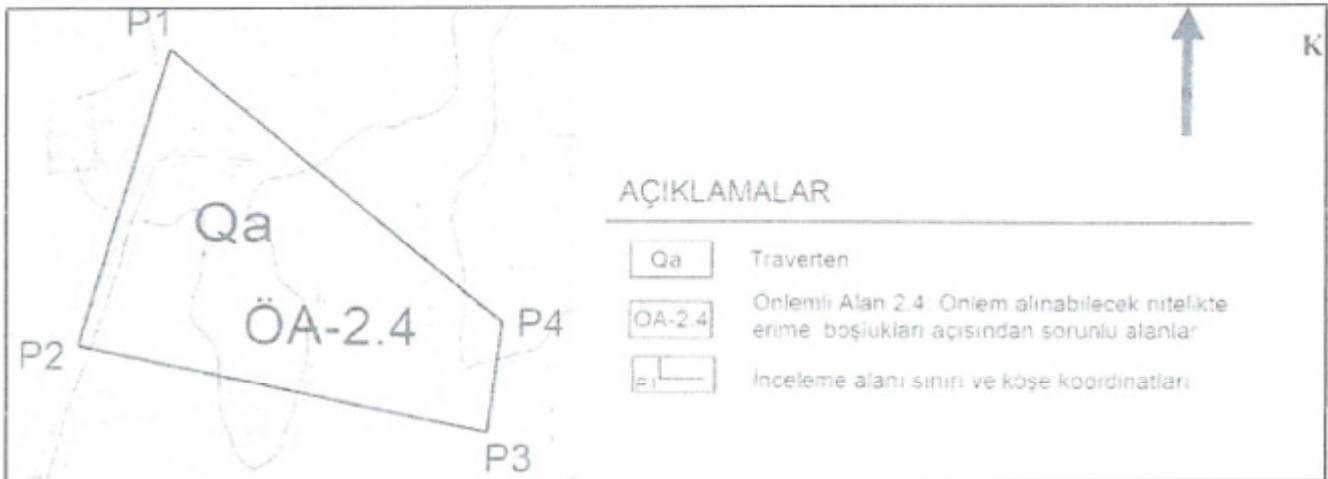 P1
K
Qa
ÖA-2.4
P2
P4
P3
AÇIKLAMALAR
Qa Traverten
ÖA-2.4 Önlemli Alan 2.4: Önlem alınabilecek nitelikte
erime boşlukları açısından sorunlu alanlar
P1 İnceleme alanı sınırı ve köşe koordinatları